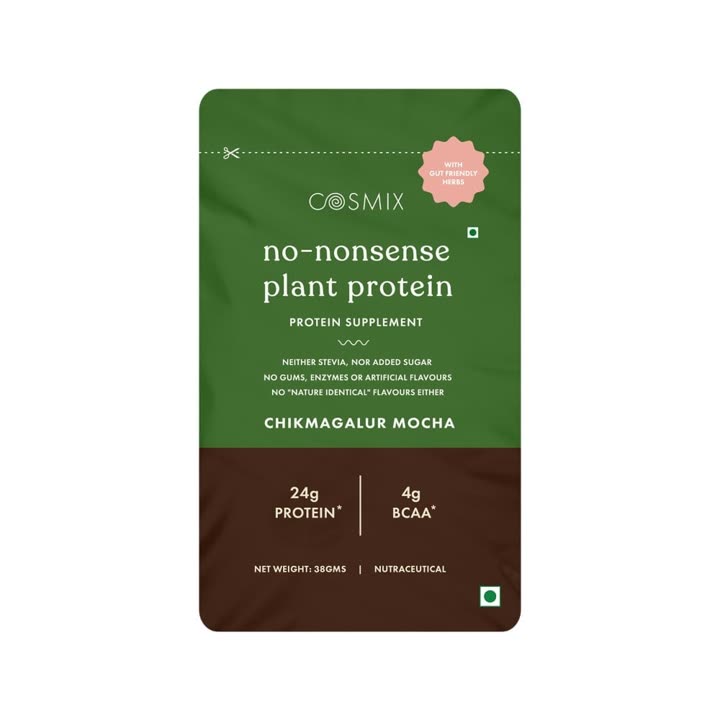 WITH
GUT FRIENDLY
HERBS
COSMIX
no-nonsense
plant protein
PROTEIN SUPPLEMENT
NEITHER STEVIA, NOR ADDED SUGAR
NO GUMS, ENZYMES OR ARTIFICIAL FLAVOURS
NO "NATURE IDENTICAL" FLAVOURS EITHER
CHIKMAGALUR MOCHA
24g PROTEIN*
4g BCAA*
NET WEIGHT: 38GMS | NUTRACEUTICAL